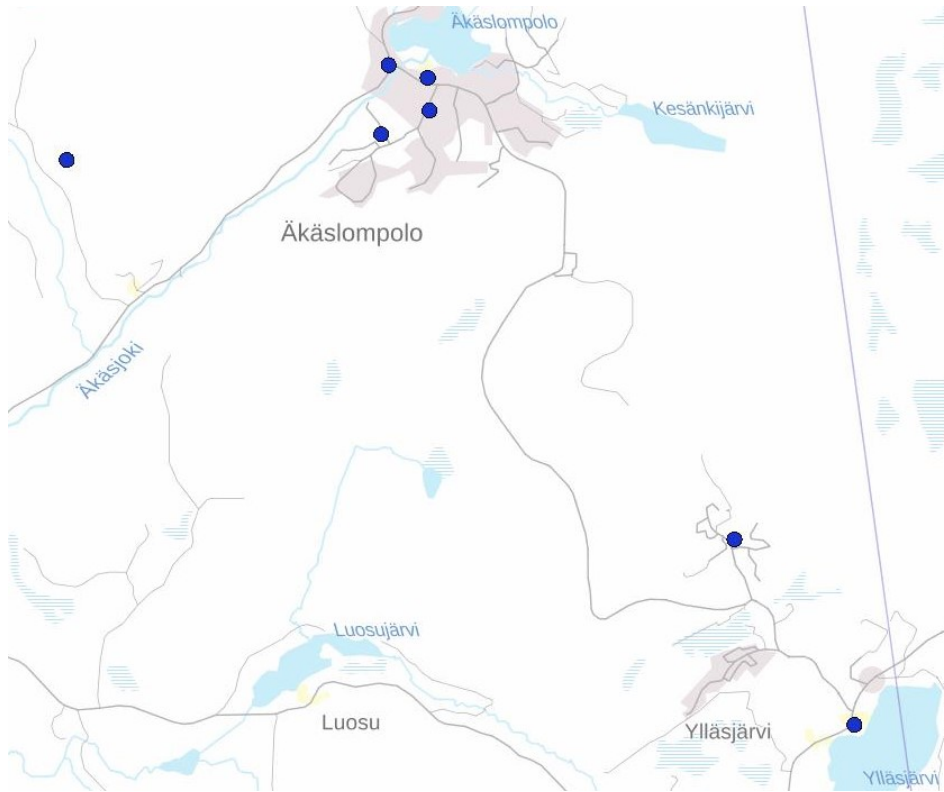 Äkäslompolo
Kesänkijärvi
Äkäslompolo
Äkäsjoki
Luosujärvi
Luosu
Ylläsjärvi
Ylläsjärvi